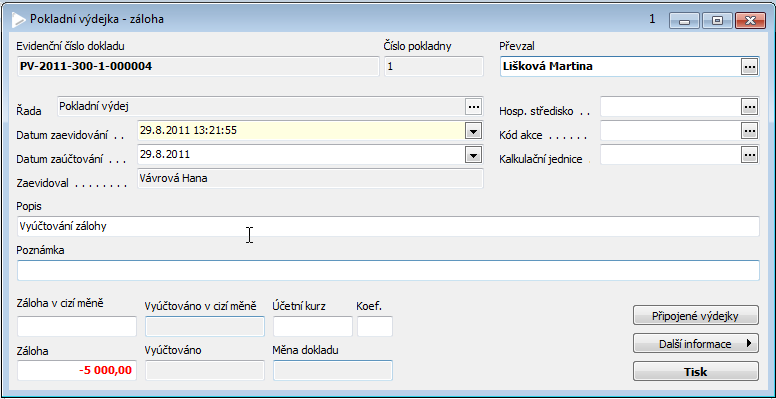 Pokladní výdejka - záloha 1
Evidenční číslo dokladu Číslo pokladny Převzal
PV-2011-300-1-000004 1 Lišková Martina ...
Řada Pokladní výdej ... Hosp. středisko . . ...
Datum zaevidování . . 29.8.2011 13:21:55 Kód akce . . . . . . ...
Datum zaúčtování . . . 29.8.2011 Kalkulační jednice . ...
Zaevidoval . . . . . . . . Vávrová Hana
Popis
Vyúčtování zálohy
Poznámka
Záloha v cizí měně Vyúčtováno v cizí měně Účetní kurz Koef.
Připojené výdejky
Další informace
Záloha Vyúčtováno Měna dokladu
-5 000,00 Tisk